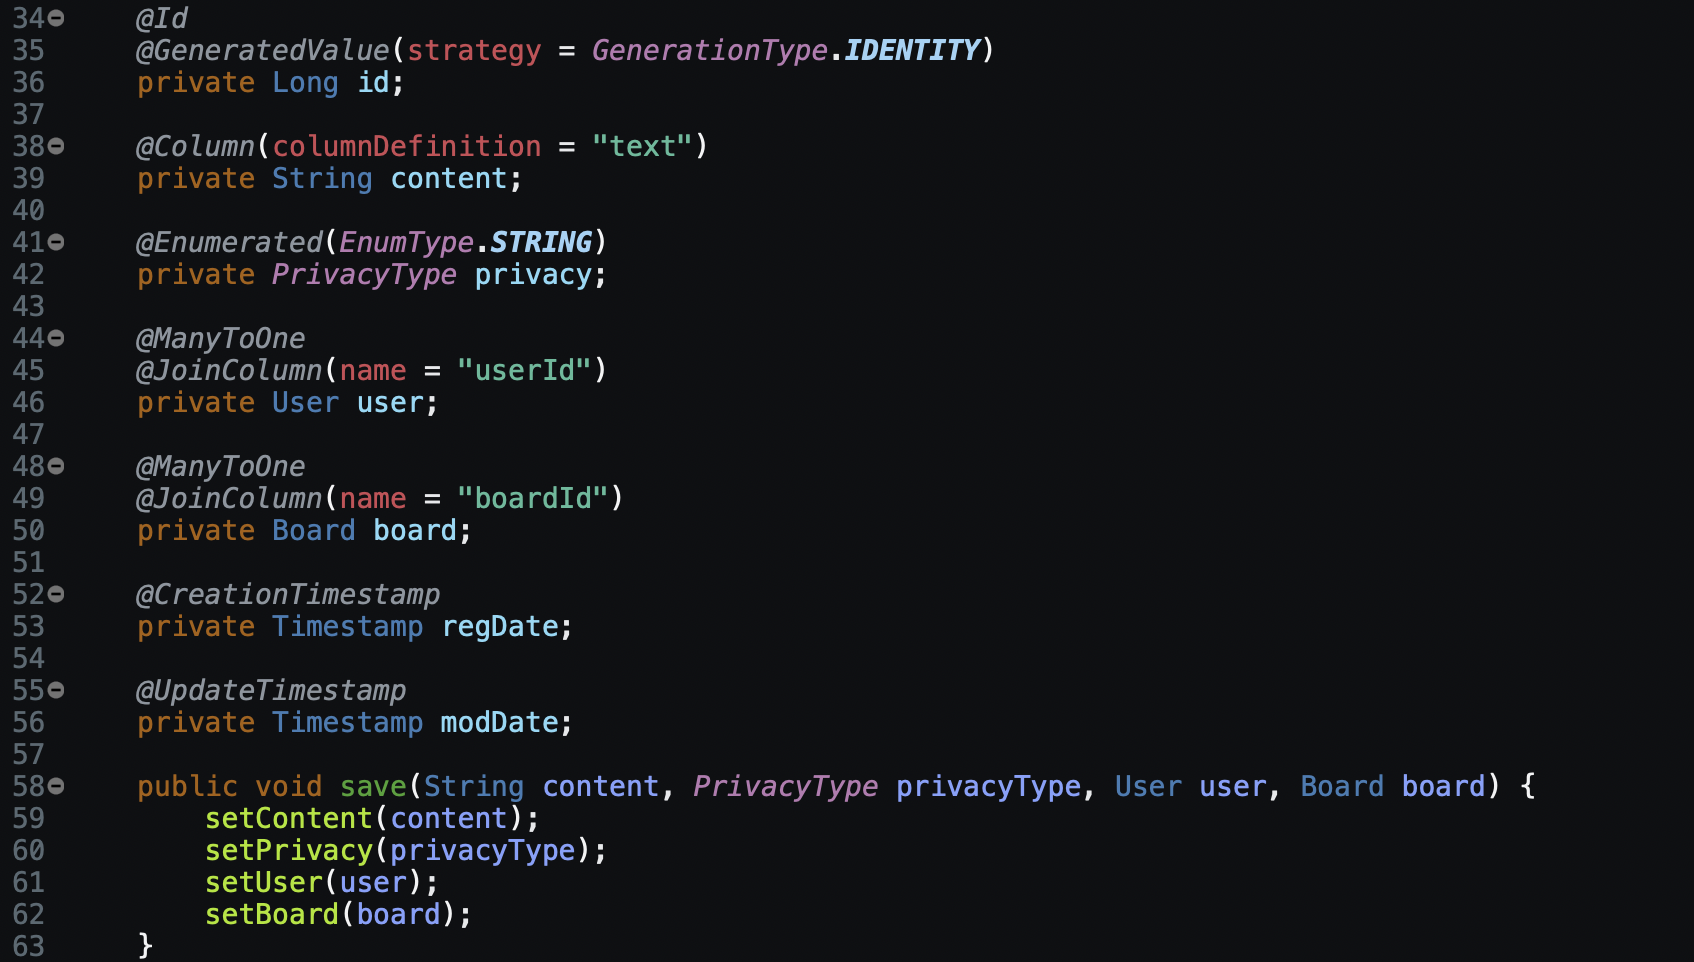 34 @Id
35 @GeneratedValue(strategy = GenerationType.IDENTITY)
36 private Long id;
37
38 @Column(columnDefinition = "text")
39 private String content;
40
41 @Enumerated(EnumType.STRING)
42 private PrivacyType privacy;
43
44 @ManyToOne
45 @JoinColumn(name = "userId")
46 private User user;
47
48 @ManyToOne
49 @JoinColumn(name = "boardId")
50 private Board board;
51
52 @CreationTimestamp
53 private Timestamp regDate;
54
55 @UpdateTimestamp
56 private Timestamp modDate;
57
58 public void save(String content, PrivacyType privacyType, User user, Board board) {
59 setContent(content);
60 setPrivacy(privacyType);
61 setUser(user);
62 setBoard(board);
63 }